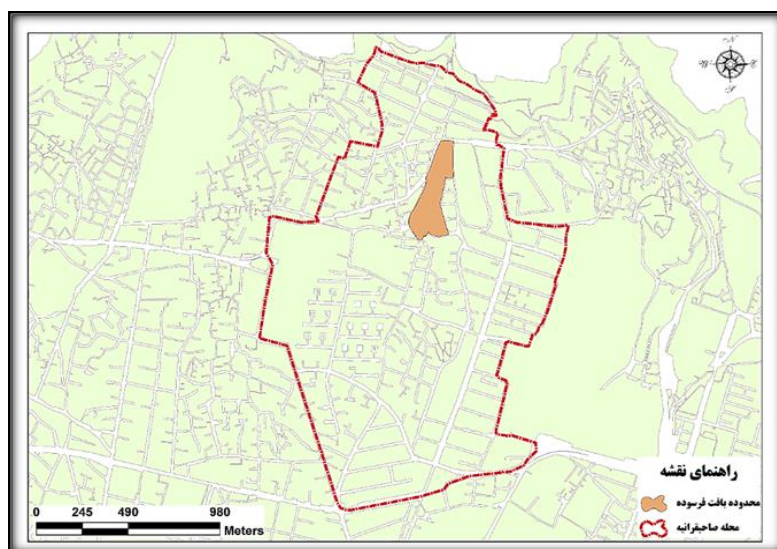 N
W E
S
راهنمای نقشه
محدوده بافت فرسوده
محله صاحبقرانیه
0 245 490 980
Meters